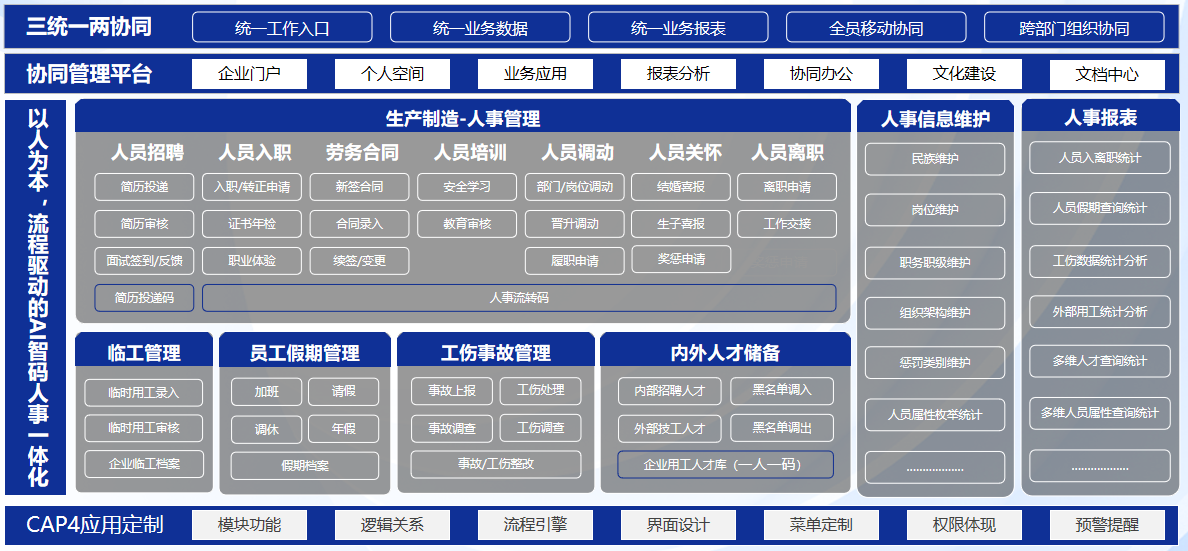 三统一两协同 统一工作入口 统一业务数据 统一业务报表 全员移动协同 跨部门组织协同
协同管理平台 企业门户 个人空间 业务应用 报表分析 协同办公 文化建设 文档中心
以人为本，流程驱动的AI智码人事一体化
生产制造-人事管理
人员招聘 人员入职 劳务合同 人员培训 人员调动 人员关怀 人员离职
简历投递 入职/转正申请 新签合同 安全学习 部门/岗位调动 结婚喜报 离职申请
简历审核 证书年检 合同录入 教育审核 晋升调动 生子喜报 工作交接
面试签到/反馈 职业体验 续签/变更 履职申请 奖惩申请
简历投递码 人事流转码
临工管理
临时用工录入
临时用工审核
企业临工档案
员工假期管理
加班 请假
调休 年假
假期档案
工伤事故管理
事故上报 工伤处理
事故调查 工伤调查
事故/工伤整改
内外人才储备
内部招聘人才 黑名单调入
外部技工人才 黑名单调出
企业用工人才库（一人一码）
人事信息维护
民族维护
岗位维护
职务职级维护
组织架构维护
惩罚类别维护
人员属性枚举统计
..................
人事报表
人员入离职统计
人员假期查询统计
工伤数据统计分析
外部用工统计分析
多维人才查询统计
多维人员属性查询统计
..................
CAP4应用定制 模块功能 逻辑关系 流程引擎 界面设计 菜单定制 权限体现 预警提醒